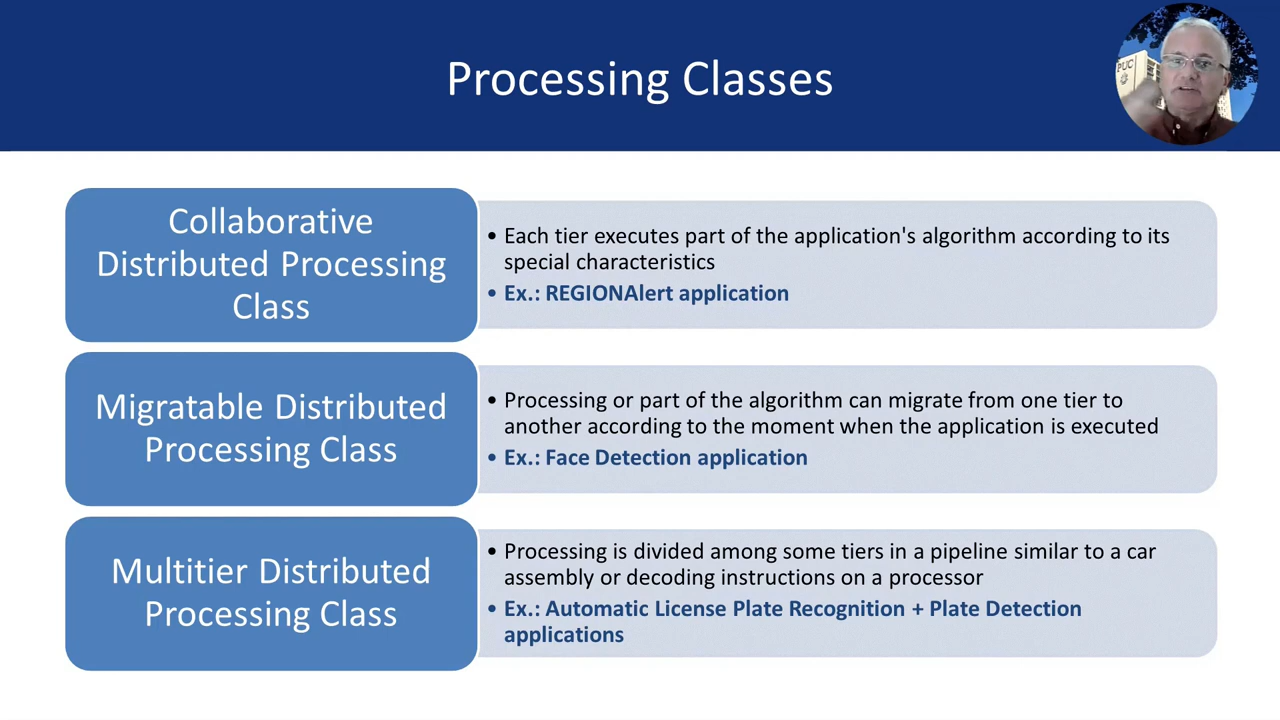 Processing Classes
PUC
Collaborative
Distributed Processing
Class
• Each tier executes part of the application's algorithm according to its
special characteristics
• Ex.: REGIONAlert application
Migratable Distributed
Processing Class
• Processing or part of the algorithm can migrate from one tier to
another according to the moment when the application is executed
• Ex.: Face Detection application
Multitier Distributed
Processing Class
• Processing is divided among some tiers in a pipeline similar to a car
assembly or decoding instructions on a processor
• Ex.: Automatic License Plate Recognition + Plate Detection
applications